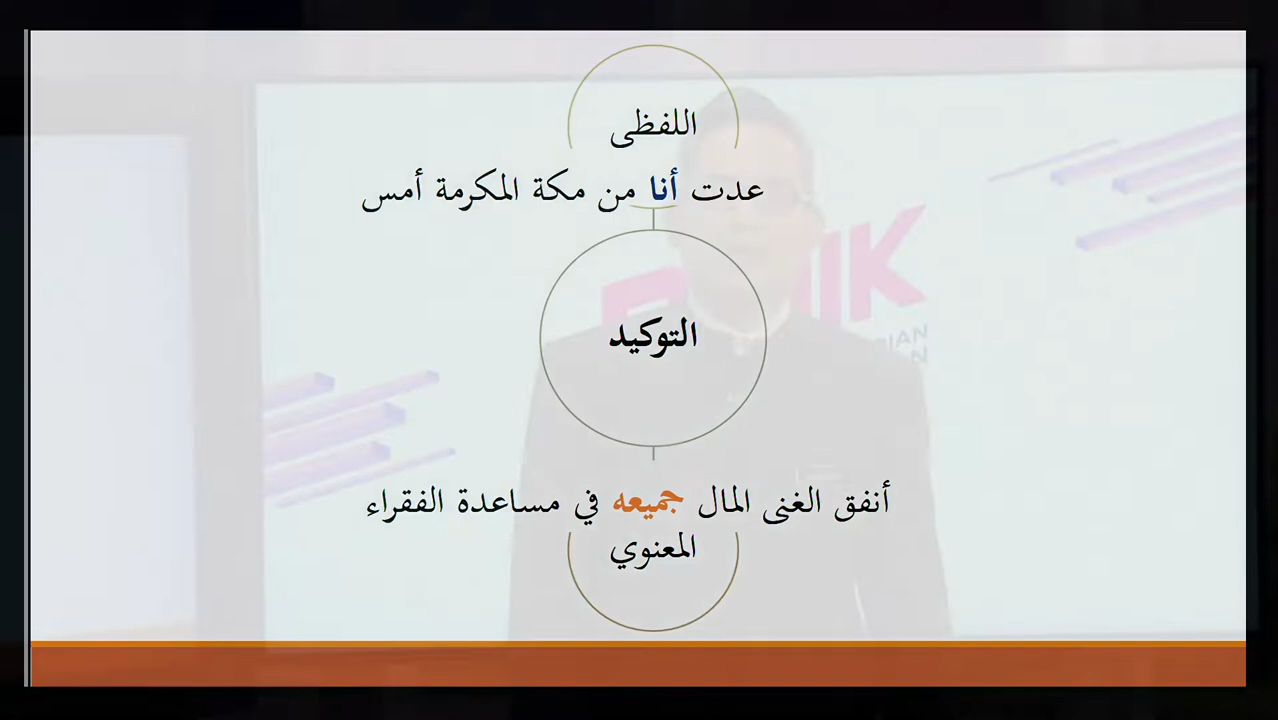 اللفظى
عدت أنا من مكة المكرمة أمس
التوكيد
أنفق الغنى المال جميعه في مساعدة الفقراء
المعنوي